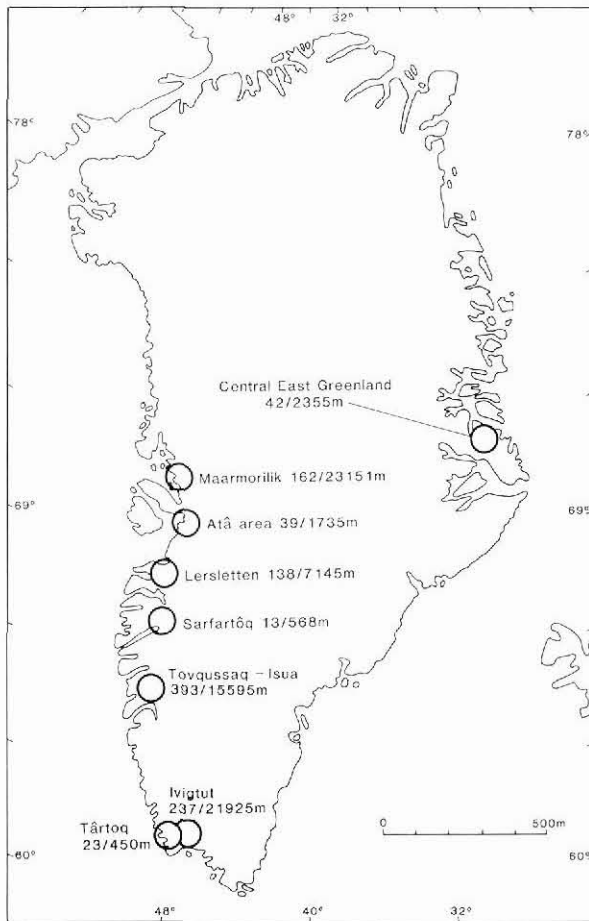 48° 32°
78°
78°
Central East Greenland
42/2355m
Maarmorilik 162/23151m
69°
69°
Atâ area 39/1735m
Lersletten 138/7145m
Sarfartôq 13/568m
Tovqussaq – Isua
393/15595m
Ivigtut
237/21925m
Târtoq
23/450m
0 500m
60°
60°
48° 40° 32°